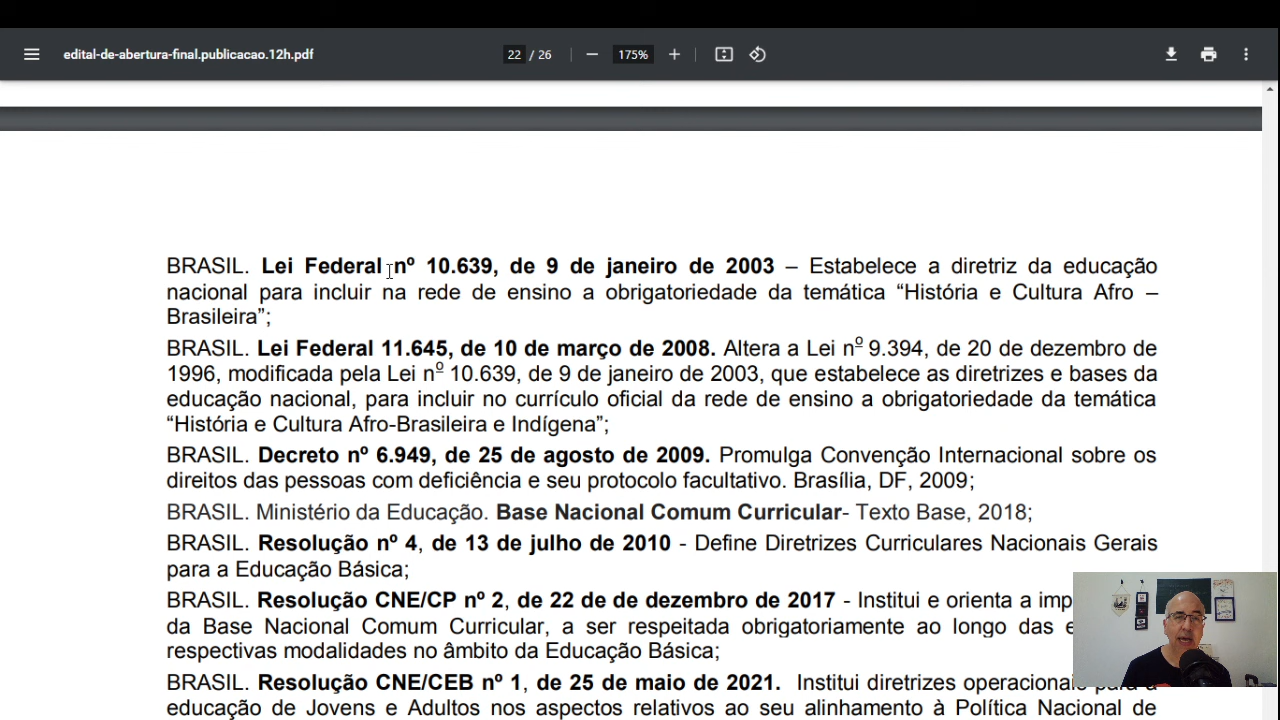 edital-de-abertura-final.publicacao.12h.pdf
22 / 26
175%
BRASIL. Lei Federal nº 10.639, de 9 de janeiro de 2003 – Estabelece a diretriz da educação
nacional para incluir na rede de ensino a obrigatoriedade da temática “História e Cultura Afro –
Brasileira”;
BRASIL. Lei Federal 11.645, de 10 de março de 2008. Altera a Lei nº 9.394, de 20 de dezembro de
1996, modificada pela Lei nº 10.639, de 9 de janeiro de 2003, que estabelece as diretrizes e bases da
educação nacional, para incluir no currículo oficial da rede de ensino a obrigatoriedade da temática
“História e Cultura Afro-Brasileira e Indígena”;
BRASIL. Decreto nº 6.949, de 25 de agosto de 2009. Promulga Convenção Internacional sobre os
direitos das pessoas com deficiência e seu protocolo facultativo. Brasília, DF, 2009;
BRASIL. Ministério da Educação. Base Nacional Comum Curricular- Texto Base, 2018;
BRASIL. Resolução nº 4, de 13 de julho de 2010 - Define Diretrizes Curriculares Nacionais Gerais
para a Educação Básica;
BRASIL. Resolução CNE/CP nº 2, de 22 de de dezembro de 2017 - Institui e orienta a
da Base Nacional Comum Curricular, a ser respeitada obrigatoriamente ao longo das
respectivas modalidades no âmbito da Educação Básica;
BRASIL. Resolução CNE/CEB nº 1, de 25 de maio de 2021. Institui diretrizes operacionais para a
educação de Jovens e Adultos nos aspectos relativos ao seu alinhamento à Política Nacional de